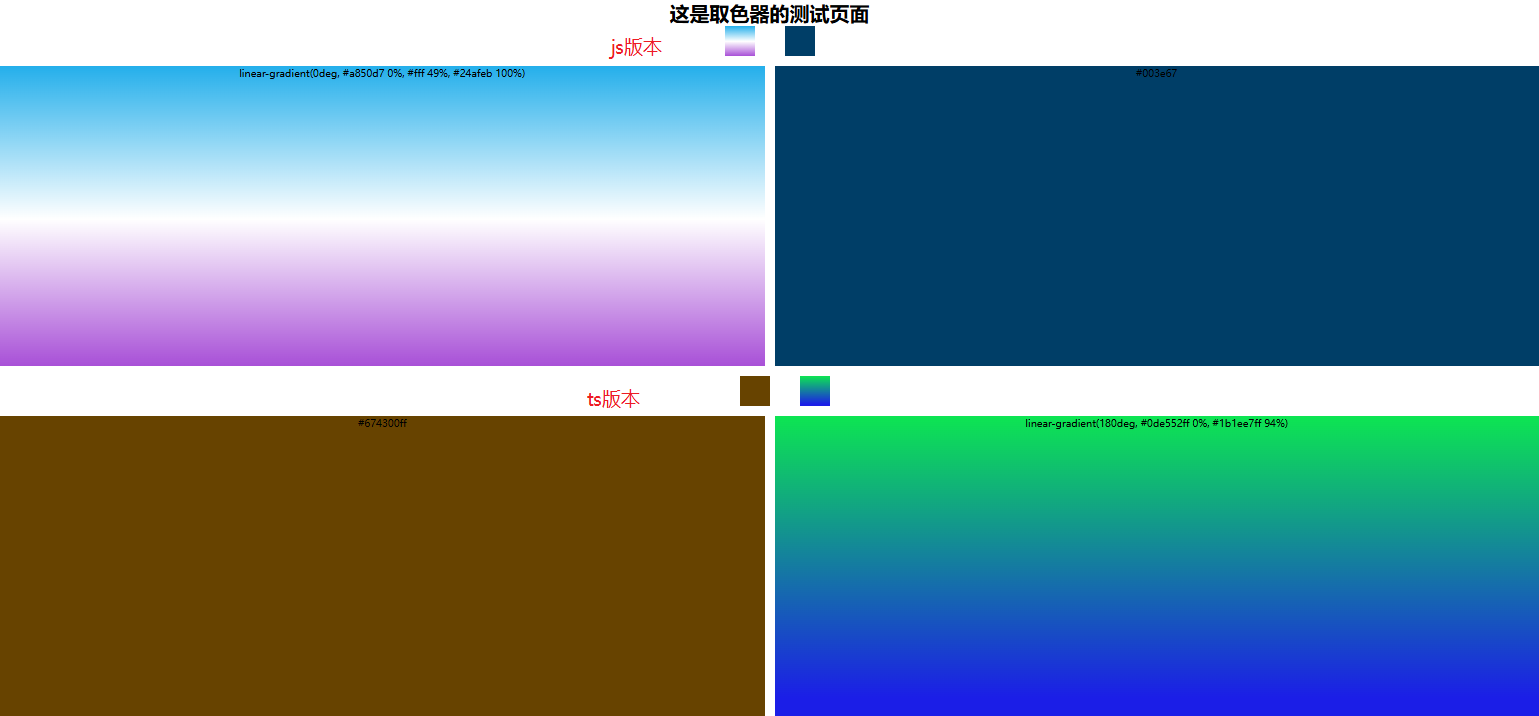 这是取色器的测试页面
js版本
linear-gradient(0deg, #a850d7 0%, #fff 49%, #24afeb 100%)
#003e67
ts版本
#674300ff
linear-gradient(180deg, #0de552ff 0%, #1b1ee7ff 94%)